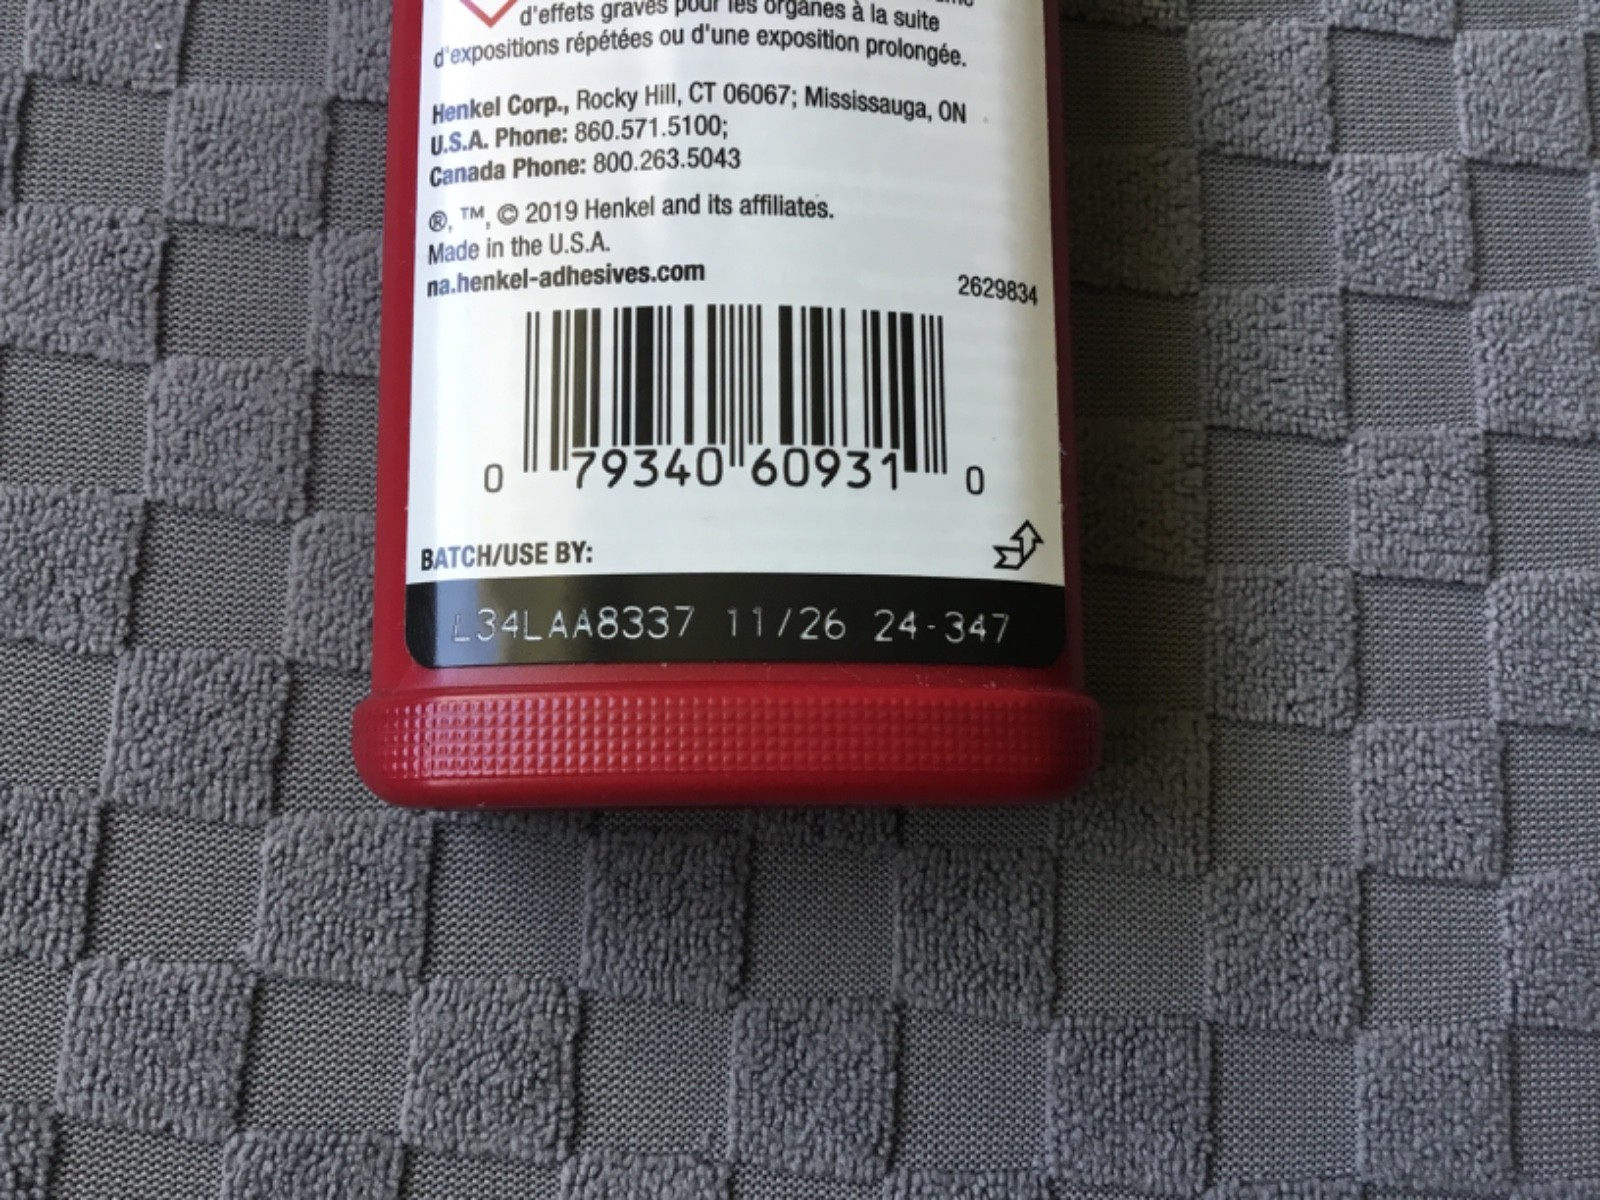 d'effets graves pour les organes à la suite
d'expositions répétées ou d'une exposition prolongée.
Henkel Corp., Rocky Hill, CT 06067; Mississauga, ON
U.S.A. Phone: 860.571.5100;
Canada Phone: 800.263.5043
®, ™, © 2019 Henkel and its affiliates.
Made in the U.S.A.
na.henkel-adhesives.com
2629834
0 79340 60931 0
BATCH/USE BY:
L34LAA8337 11/26 24-347